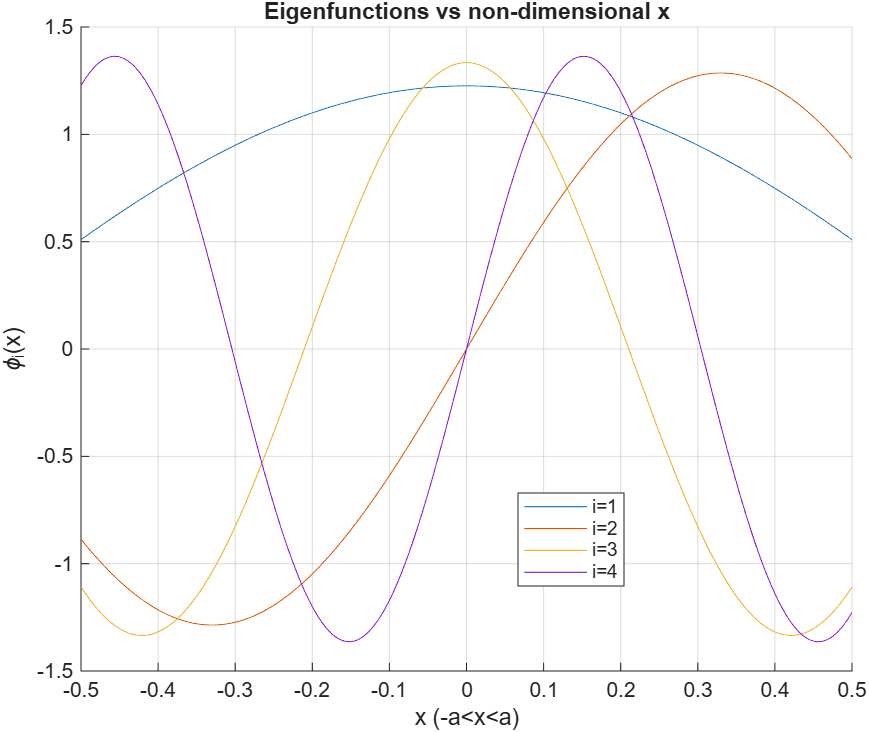 Eigenfunctions vs non-dimensional x
1.5
1
0.5
0
-0.5
-1
-1.5
ϕᵢ(x)
i=1
i=2
i=3
i=4
-0.5 -0.4 -0.3 -0.2 -0.1 0 0.1 0.2 0.3 0.4 0.5
x (-a<x<a)